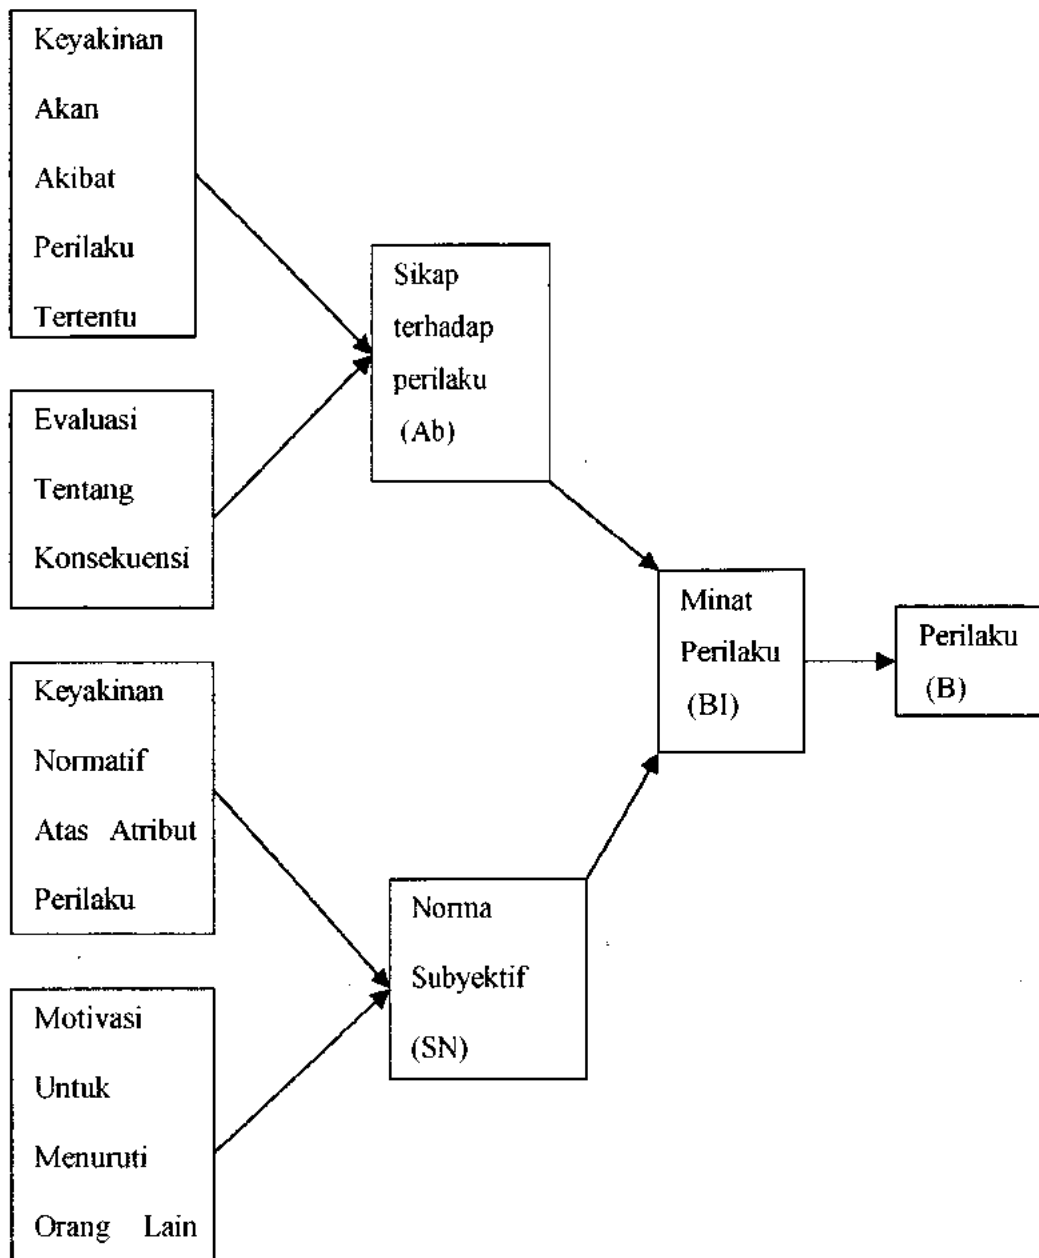 Keyakinan
Akan
Akibat
Perilaku
Tertentu
Evaluasi
Tentang
Konsekuensi
Keyakinan
Normatif
Atas Atribut
Perilaku
Motivasi
Untuk
Menuruti
Orang Lain
Sikap
terhadap
perilaku
(Ab)
Norma
Subyektif
(SN)
Minat
Perilaku
(BI)
Perilaku
(B)